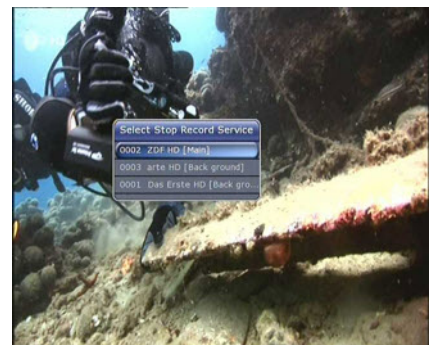 Select Stop Record Service
0002 ZDF HD [Main]
0003 arte HD [Back ground]
0001 Das Erste HD [Back gro...